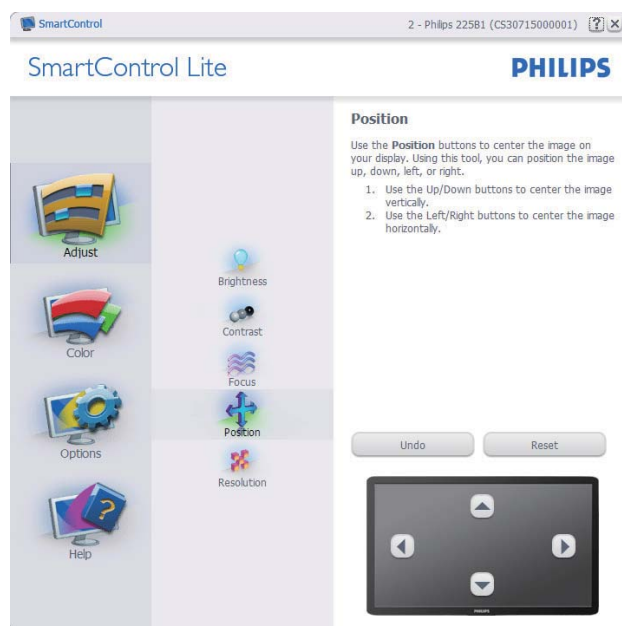 SmartControl
2 - Philips 225B1 (CS30715000001)
?
SmartControl Lite
PHILIPS
Adjust
Color
Options
Help
Brightness
Contrast
Focus
Position
Resolution
Position
Use the Position buttons to center the image on
your display. Using this tool, you can position the image
up, down, left, or right.
1. Use the Up/Down buttons to center the image
vertically.
2. Use the Left/Right buttons to center the image
horizontally.
Undo
Reset
PHILIPS